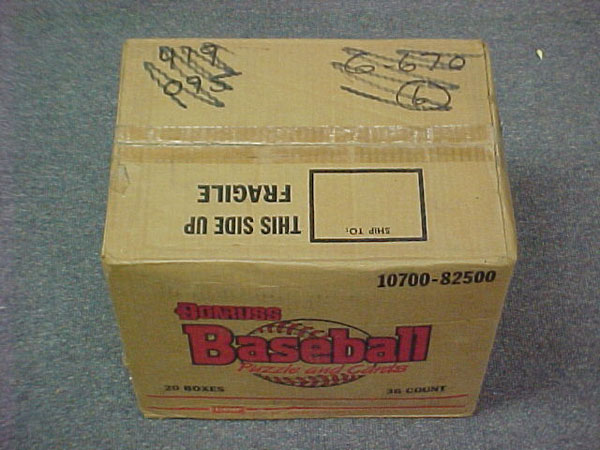 979
095
6-670
6
THIS SIDE UP
FRAGILE
SHIP TO:
10700-82500
DONRUSS
Baseball
Puzzle and Cards
20 BOXES
36 COUNT